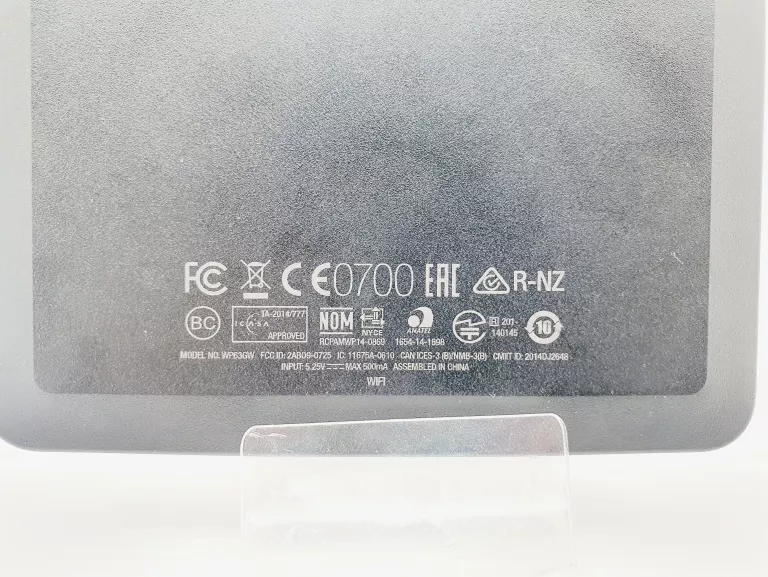 FC CE0700 EAC R-NZ
BC ICASA TA-2014/777 APPROVED NOM NYCE ANATEL R 201-140145 10
RCPAMWP14-0869 1654-14-1698
MODEL NO. WP63GW FCC ID: 2AB09-0725 IC: 11675A-0610 CAN ICES-3 (B)/NMB-3(B) CMIIT ID: 2014DJ2648
INPUT: 5.25V MAX 500mA ASSEMBLED IN CHINA
WIFI